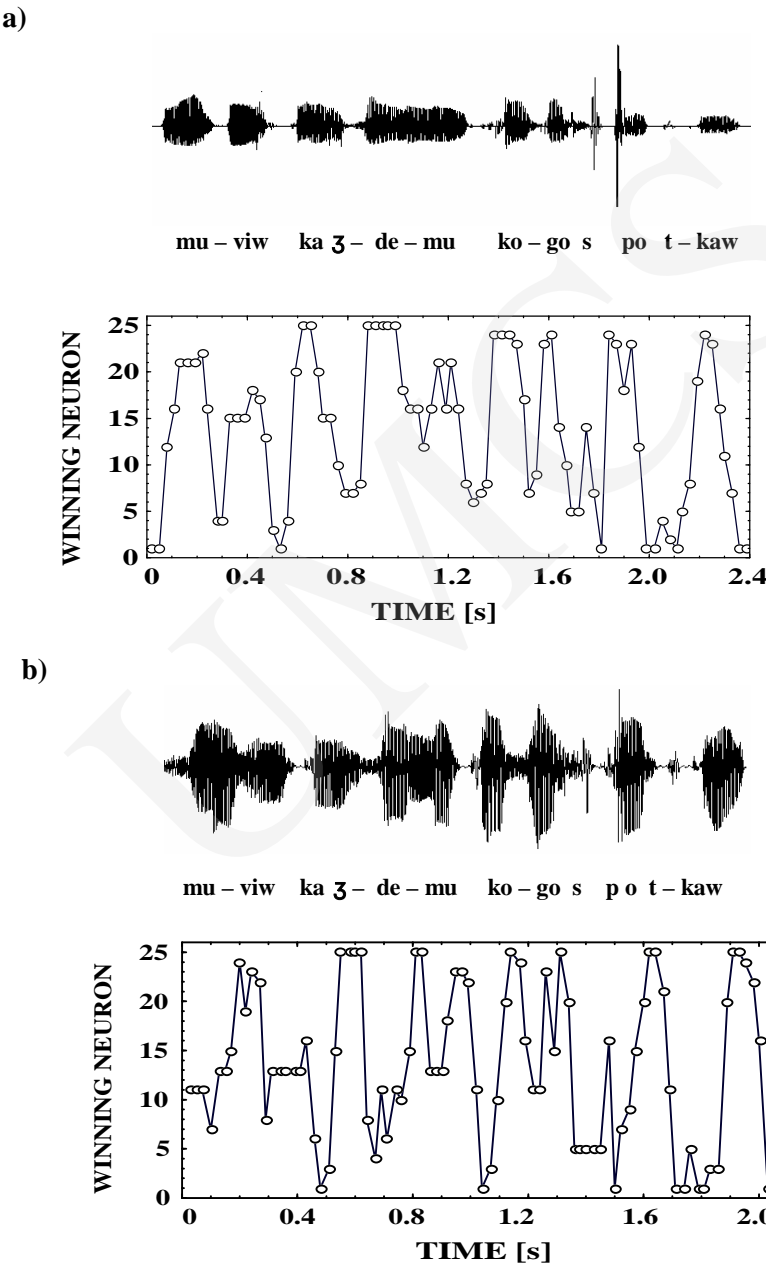 a)
mu – viw ka ʒ – de – mu ko – go s po t – kaw
WINNING NEURON
25
20
15
10
5
0
0 0.4 0.8 1.2 1.6 2.0 2.4
TIME [s]
b)
mu – viw ka ʒ – de – mu ko – go s p o t – kaw
WINNING NEURON
25
20
15
10
5
0
0 0.4 0.8 1.2 1.6 2.0
TIME [s]
UMCS